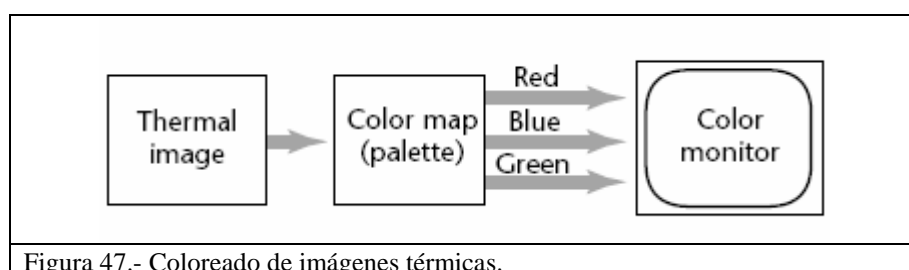 Thermal
image
Color map
(palette)
Red
Blue
Green
Color
monitor
Figura 47.- Coloreado de imágenes térmicas.